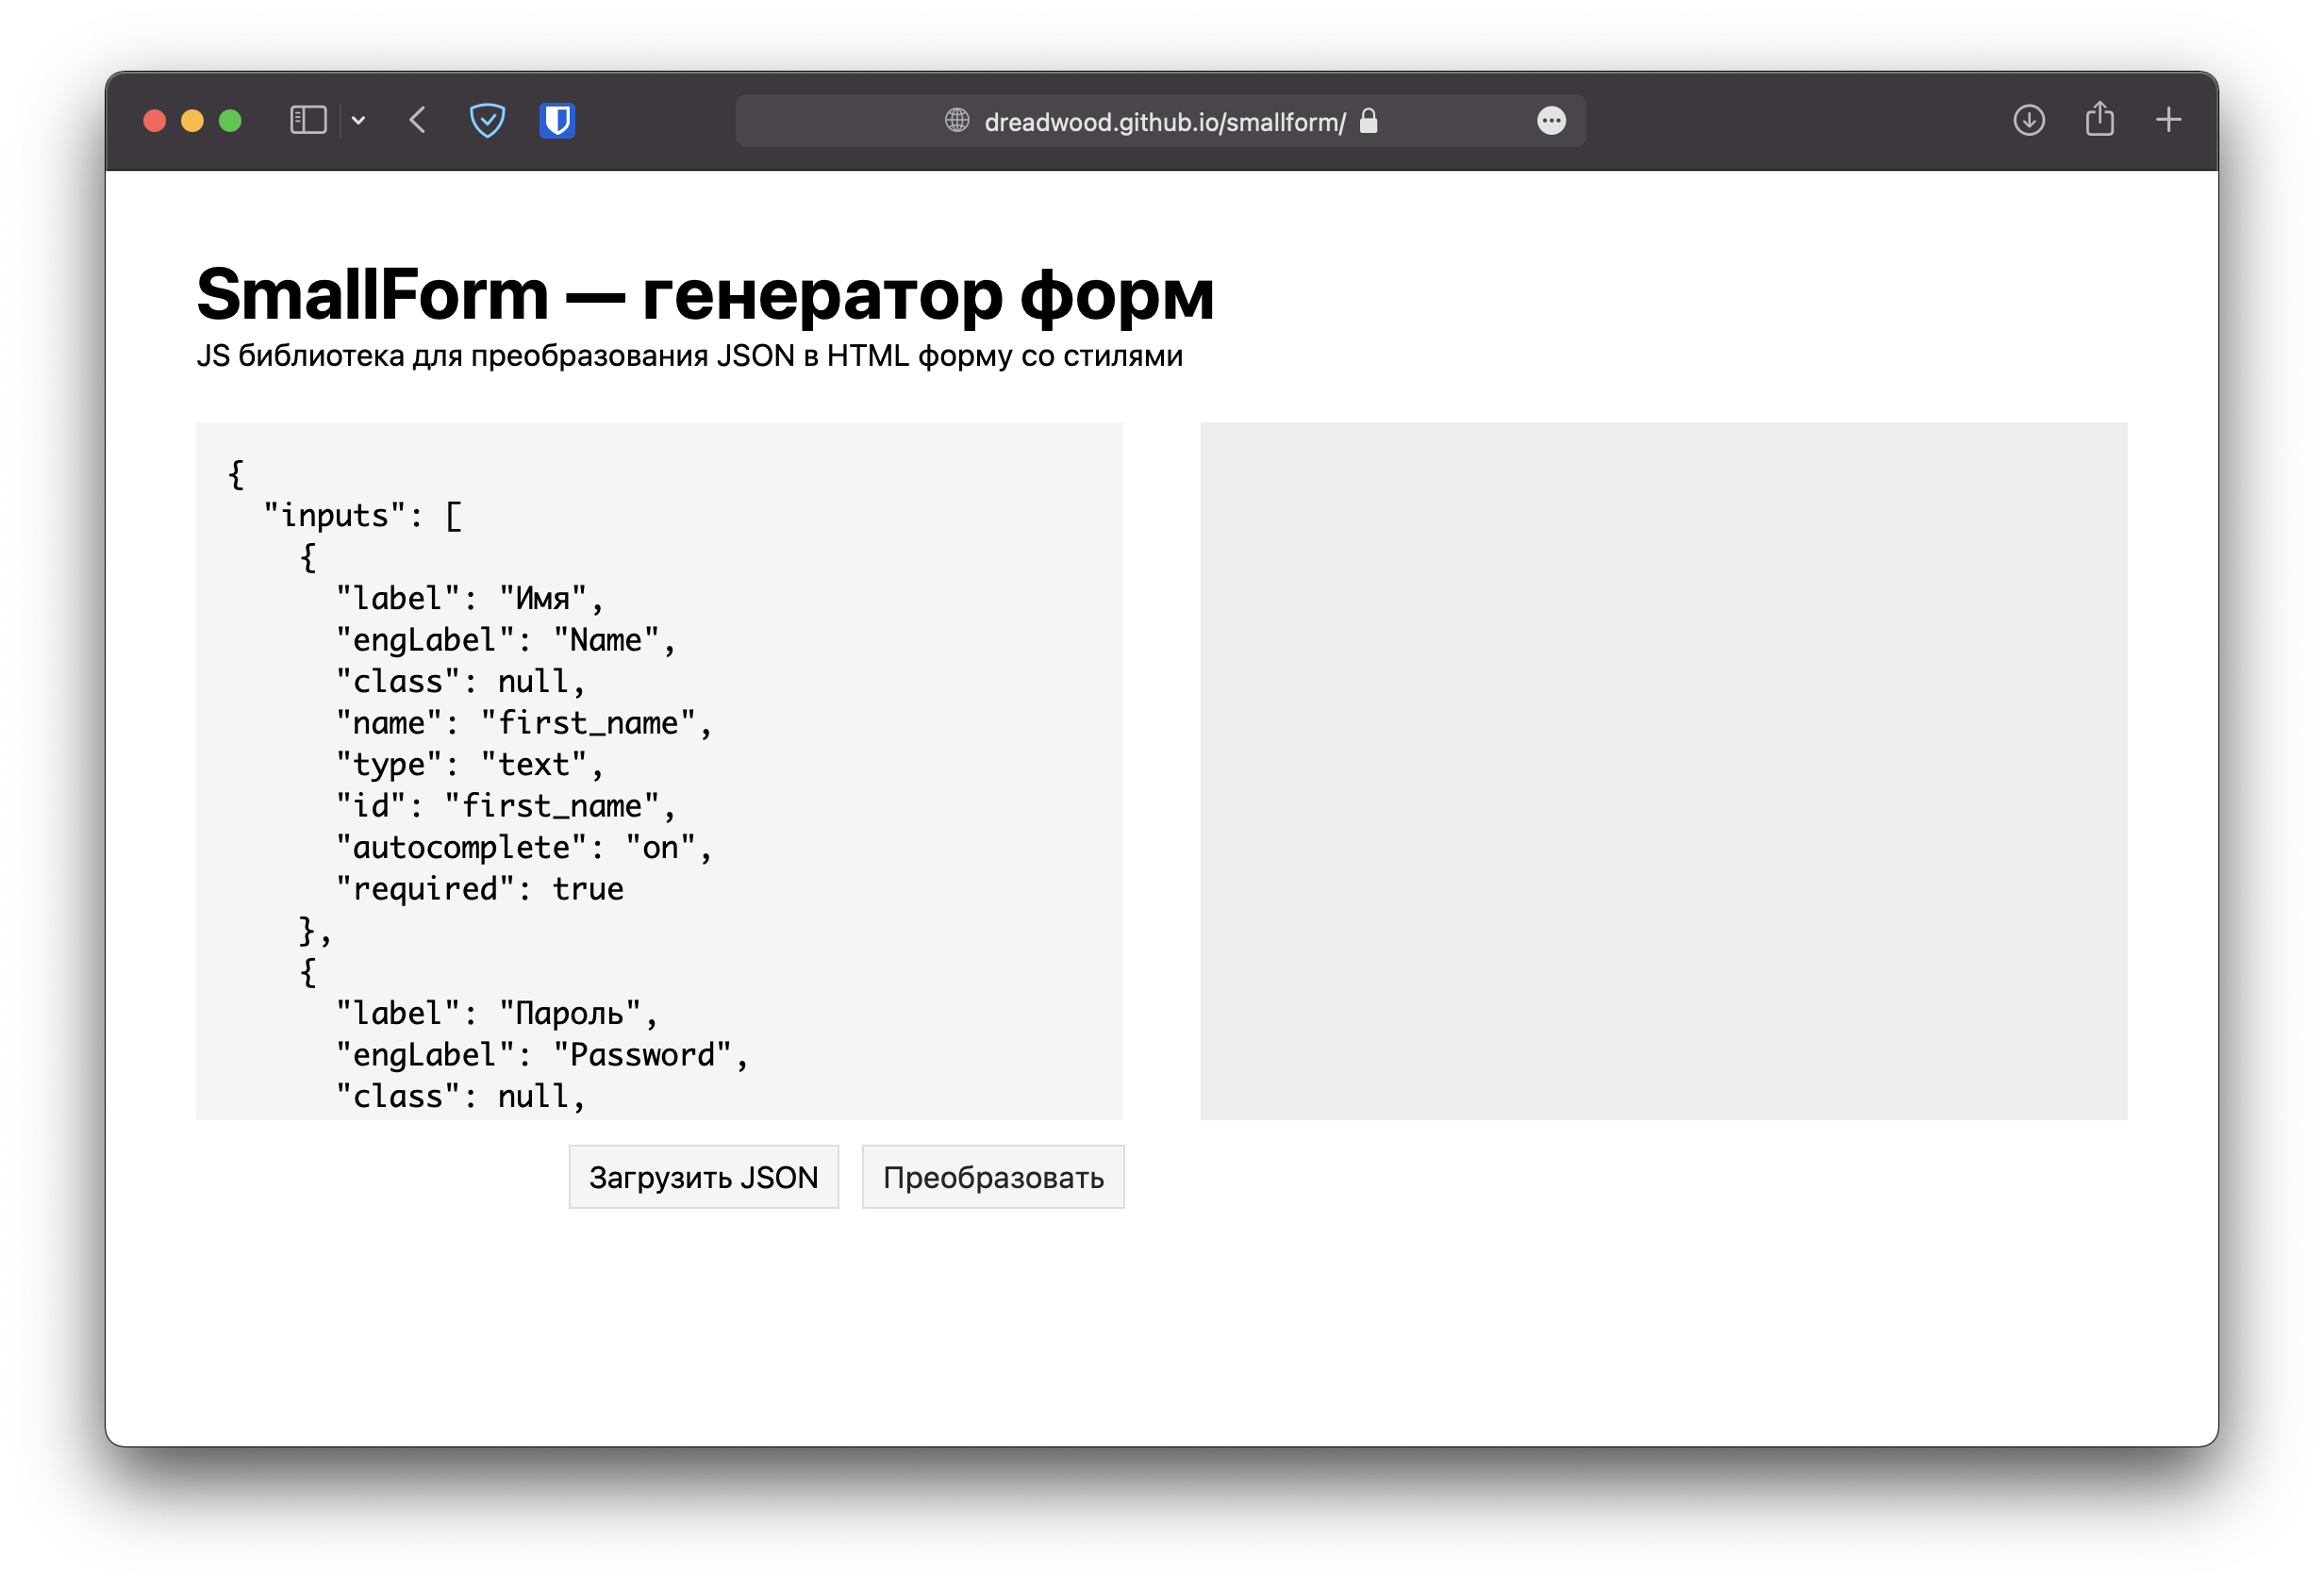 dreadwood.github.io/smallform/
SmallForm — генератор форм
JS библиотека для преобразования JSON в HTML форму со стилями
{
  "inputs": [
    {
      "label": "Имя",
      "engLabel": "Name",
      "class": null,
      "name": "first_name",
      "type": "text",
      "id": "first_name",
      "autocomplete": "on",
      "required": true
    },
    {
      "label": "Пароль",
      "engLabel": "Password",
      "class": null,
Загрузить JSON
Преобразовать